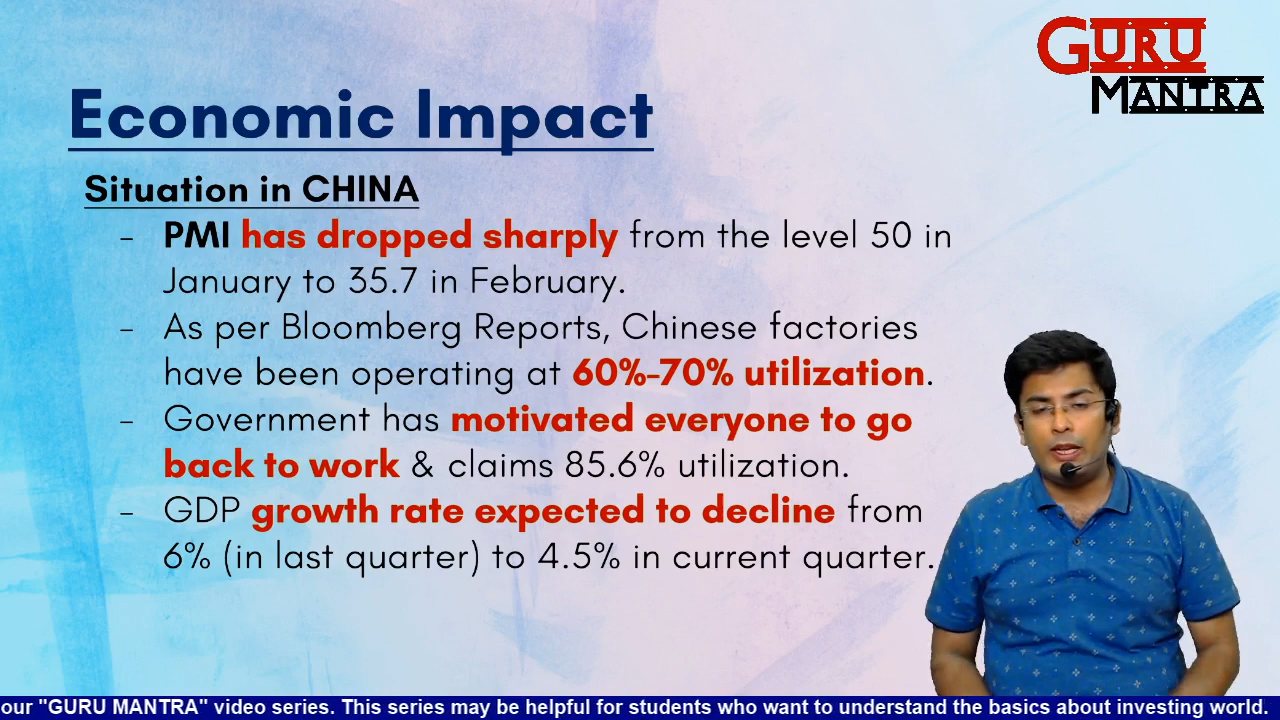 GURU
MANTRA
Economic Impact
Situation in CHINA
- PMI has dropped sharply from the level 50 in
January to 35.7 in February.
- As per Bloomberg Reports, Chinese factories
have been operating at 60%-70% utilization.
- Government has motivated everyone to go
back to work & claims 85.6% utilization.
- GDP growth rate expected to decline from
6% (in last quarter) to 4.5% in current quarter.
our "GURU MANTRA" video series. This series may be helpful for students who want to understand the basics about investing world.